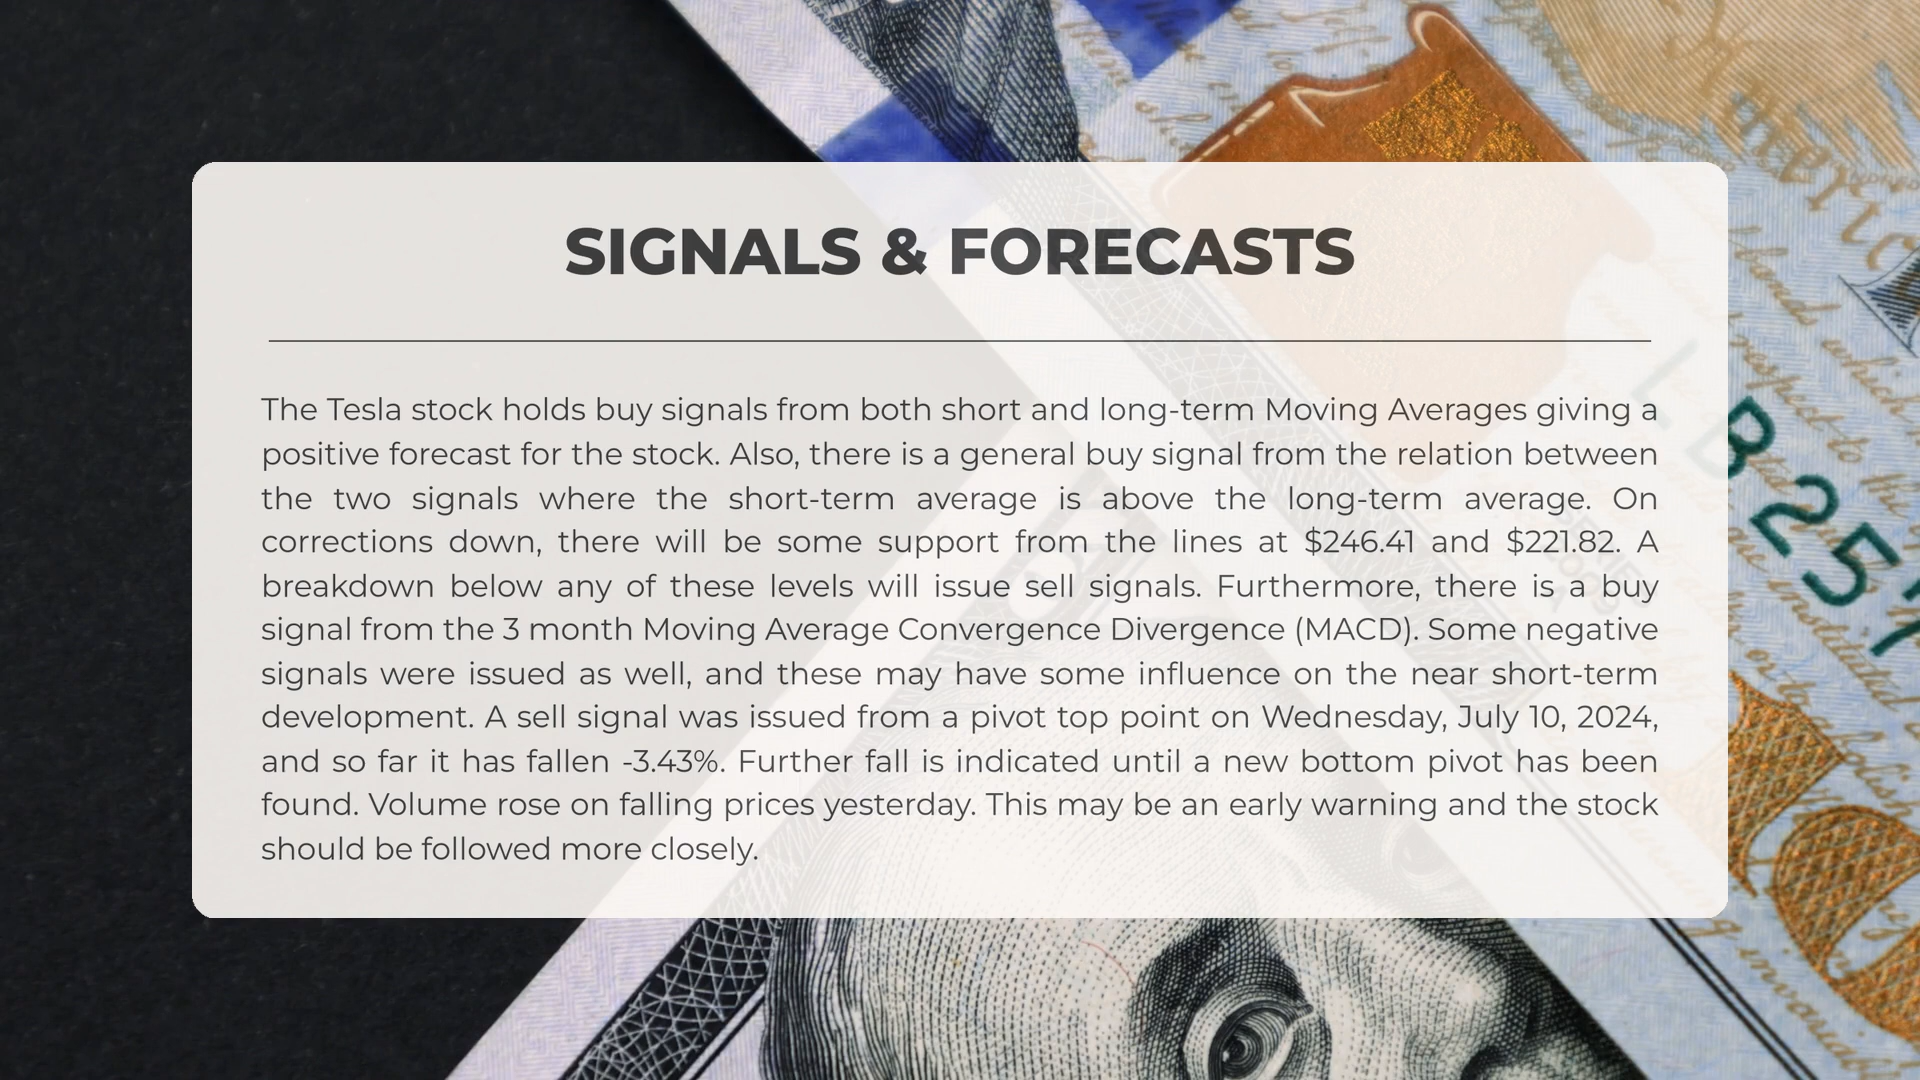 SIGNALS & FORECASTS
The Tesla stock holds buy signals from both short and long-term Moving Averages giving a
positive forecast for the stock. Also, there is a general buy signal from the relation between
the two signals where the short-term average is above the long-term average. On
corrections down, there will be some support from the lines at $246.41 and $221.82. A
breakdown below any of these levels will issue sell signals. Furthermore, there is a buy
signal from the 3 month Moving Average Convergence Divergence (MACD). Some negative
signals were issued as well, and these may have some influence on the near short-term
development. A sell signal was issued from a pivot top point on Wednesday, July 10, 2024,
and so far it has fallen -3.43%. Further fall is indicated until a new bottom pivot has been
found. Volume rose on falling prices yesterday. This may be an early warning and the stock
should be followed more closely.